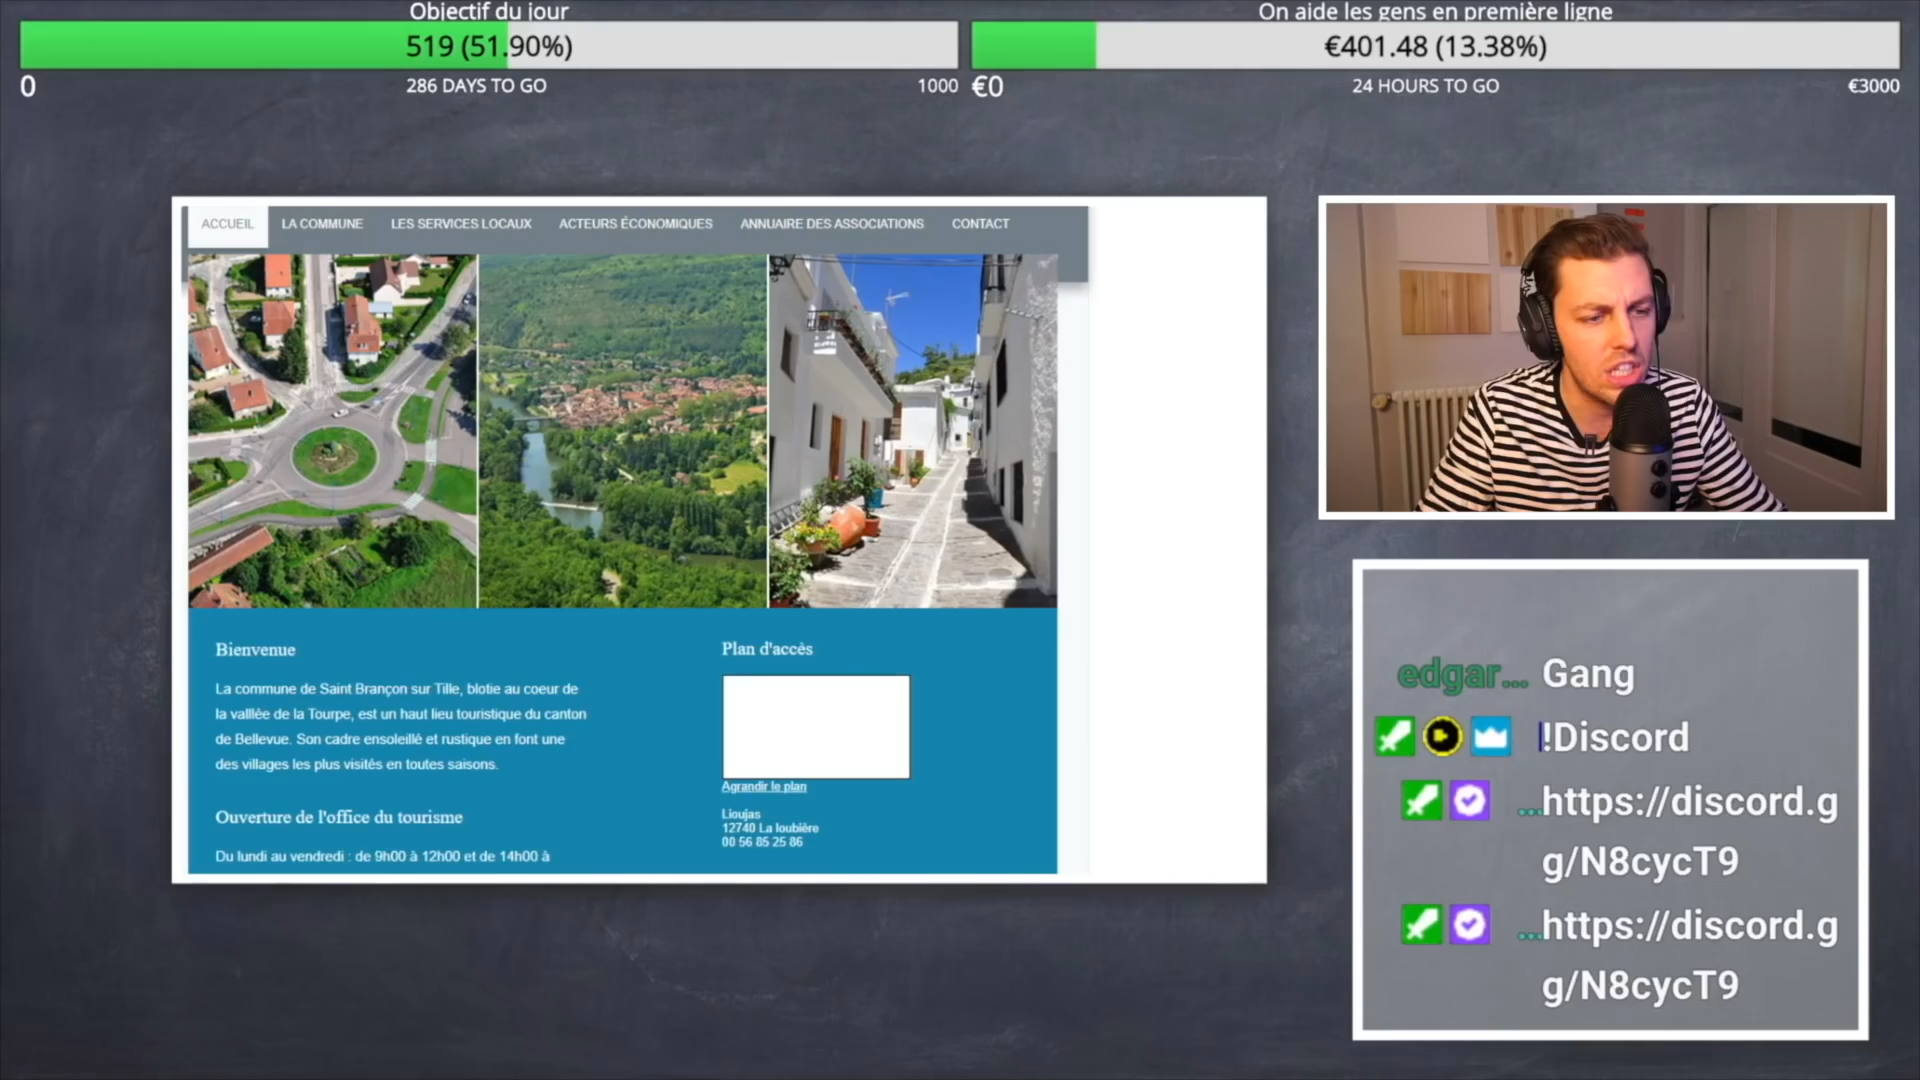 Objectif du jour
519 (51.90%)
0
286 DAYS TO GO
1000
On aide les gens en première ligne
€401.48 (13.38%)
€0
24 HOURS TO GO
€3000
ACCUEIL LA COMMUNE LES SERVICES LOCAUX ACTEURS ÉCONOMIQUES ANNUAIRE DES ASSOCIATIONS CONTACT
Bienvenue
La commune de Saint Brançon sur Tille, blotie au coeur de
la valllée de la Tourpe, est un haut lieu touristique du canton
de Bellevue. Son cadre ensoleillé et rustique en font une
des villages les plus visités en toutes saisons.
Ouverture de l'office du tourisme
Du lundi au vendredi : de 9h00 à 12h00 et de 14h00 à
Plan d'accès
Agrandir le plan
Lioujas
12740 La loubière
00 56 85 25 86
edgar... Gang
!Discord
...https://discord.g
g/N8cycT9
...https://discord.g
g/N8cycT9